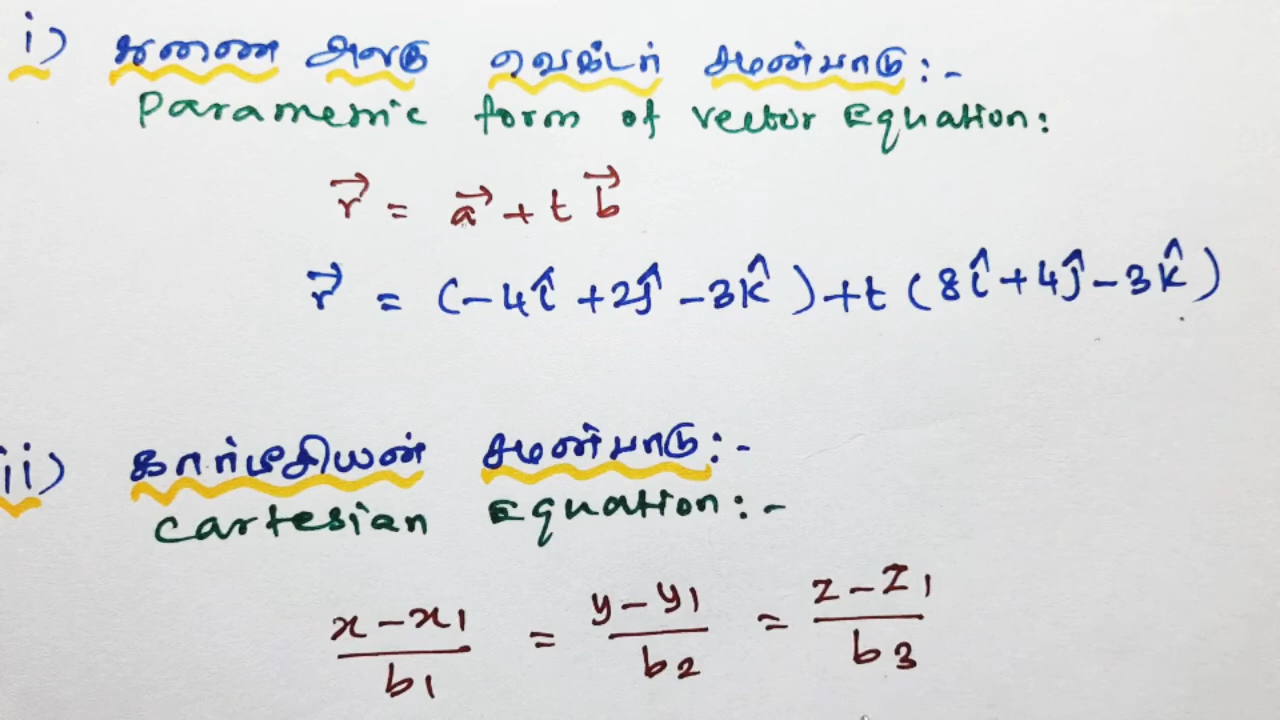 i) துணை அலகு வெக்டர் சமன்பாடு:-
Parametric form of vector Equation:
r⃗ = a⃗ + t b⃗
r⃗ = (-4î + 2ĵ - 3k̂) + t (8î + 4ĵ - 3k̂)
ii) கார்டீசியன் சமன்பாடு:-
Cartesian Equation:-
x - x₁ / b₁ = y - y₁ / b₂ = z - z₁ / b₃